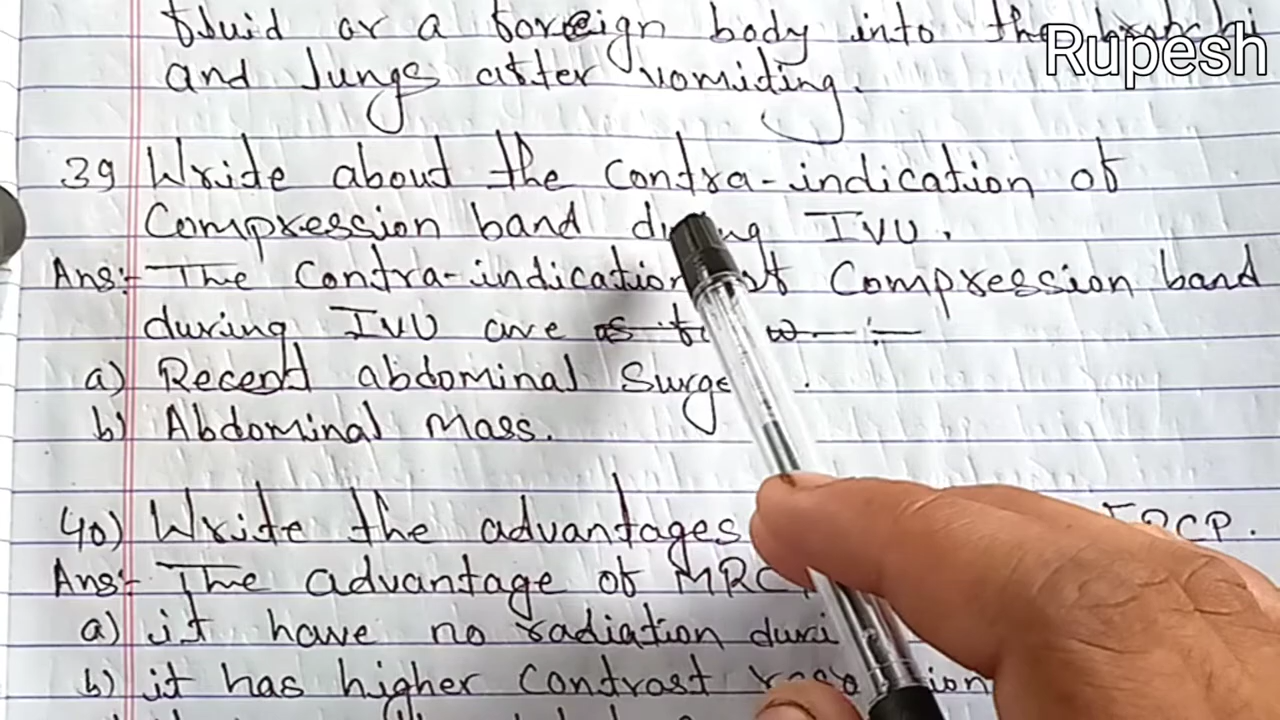 fluid or a foreign body into the
Rupesh
and lungs after vomiting.
39 Write about the contra-indication of
Compression band during IVU.
Ans:- The Contra-indication of Compression band
during IVU are
a) Recent abdominal Surge
b) Abdominal Mass.
40) Write the advantages ERCP.
Ans:- The advantage of MRC
a) it have no radiation duri
b) it has higher Contrast